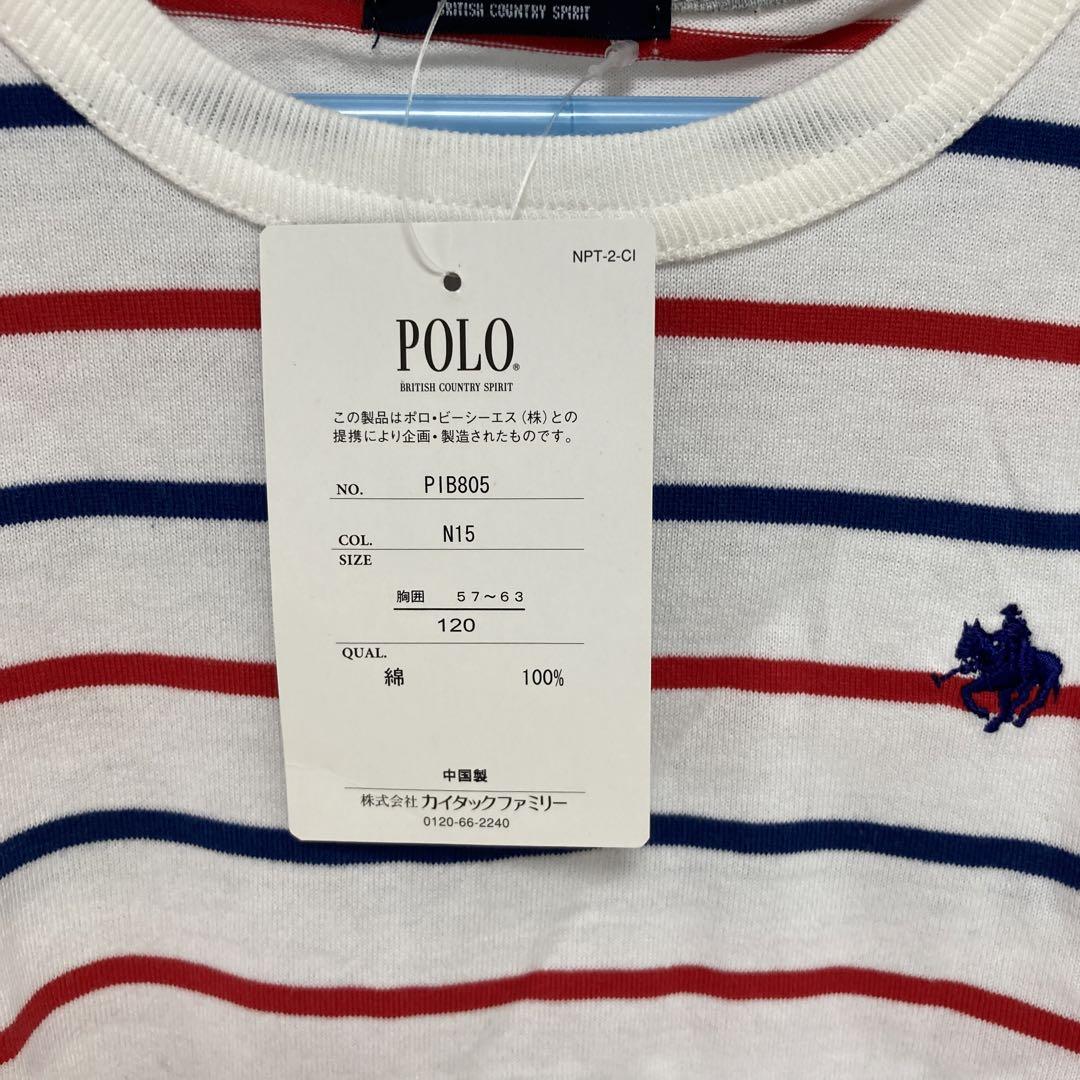 BRITISH COUNTRY SPIRIT
NPT-2-CI
POLO®
BRITISH COUNTRY SPIRIT
この製品はポロ・ビーシーエス(株)との
提携により企画・製造されたものです。
NO. PIB805
COL. N15
SIZE
胸囲 57~63
120
QUAL.
綿 100%
中国製
株式会社 カイタックファミリー
0120-66-2240